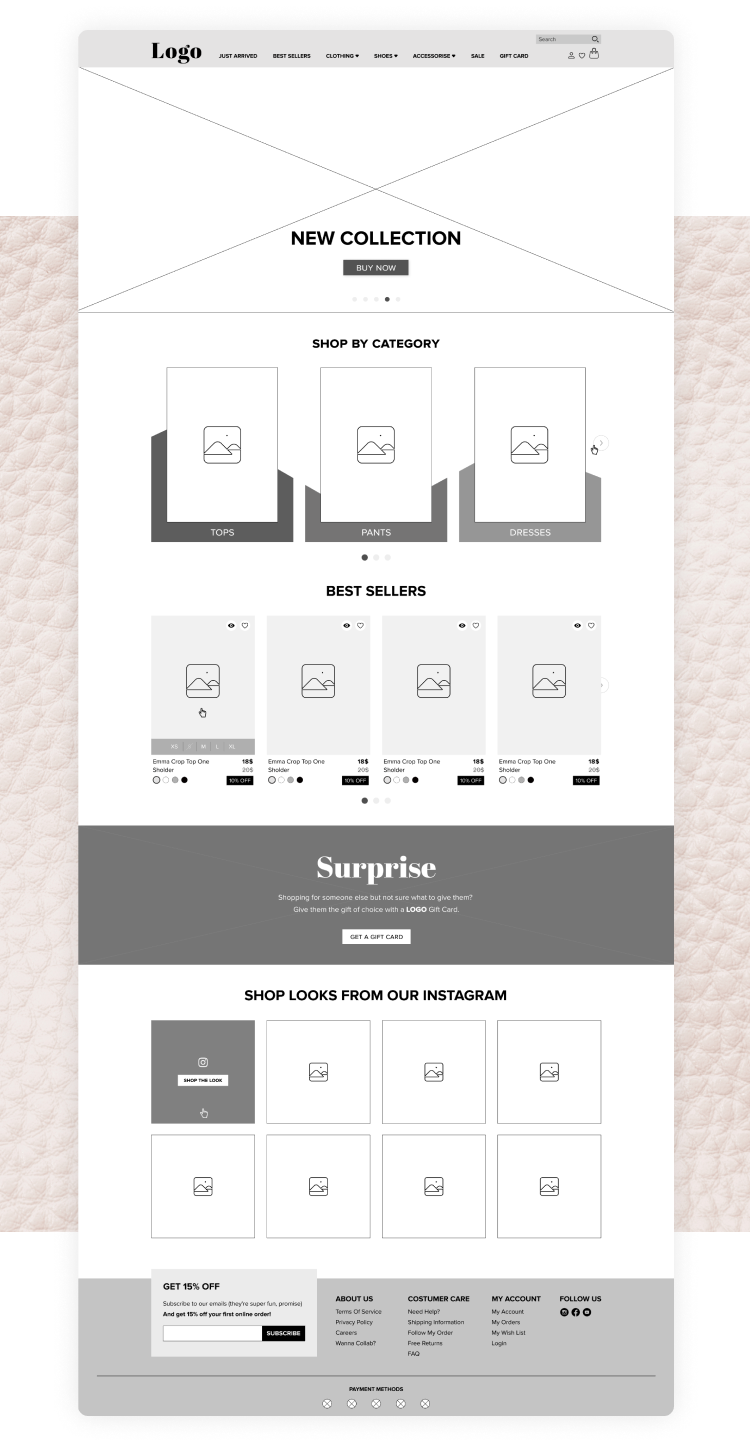 Search
Logo
JUST ARRIVED
BEST SELLERS
CLOTHING
SHOES
ACCESSORISE
SALE
GIFT CARD
NEW COLLECTION
BUY NOW
SHOP BY CATEGORY
TOPS
PANTS
DRESSES
BEST SELLERS
XS S M L XL
Emma Crop Top One 18$
Sholder 20$
10% OFF
Emma Crop Top One 18$
Sholder 20$
10% OFF
Emma Crop Top One 18$
Sholder 20$
10% OFF
Emma Crop Top One 18$
Sholder 20$
10% OFF
Surprise
Shopping for someone else but not sure what to give them?
Give them the gift of choice with a LOGO Gift Card.
GET A GIFT CARD
SHOP LOOKS FROM OUR INSTAGRAM
SHOP THE LOOK
GET 15% OFF
Subscribe to our emails (they're super fun, promise)
And get 15% off your first online order!
SUBSCRIBE
ABOUT US
Terms Of Service
Privacy Policy
Careers
Wanna Collab?
COSTUMER CARE
Need Help?
Shipping Information
Follow My Order
Free Returns
FAQ
MY ACCOUNT
My Account
My Orders
My Wish List
Login
FOLLOW US
PAYMENT METHODS